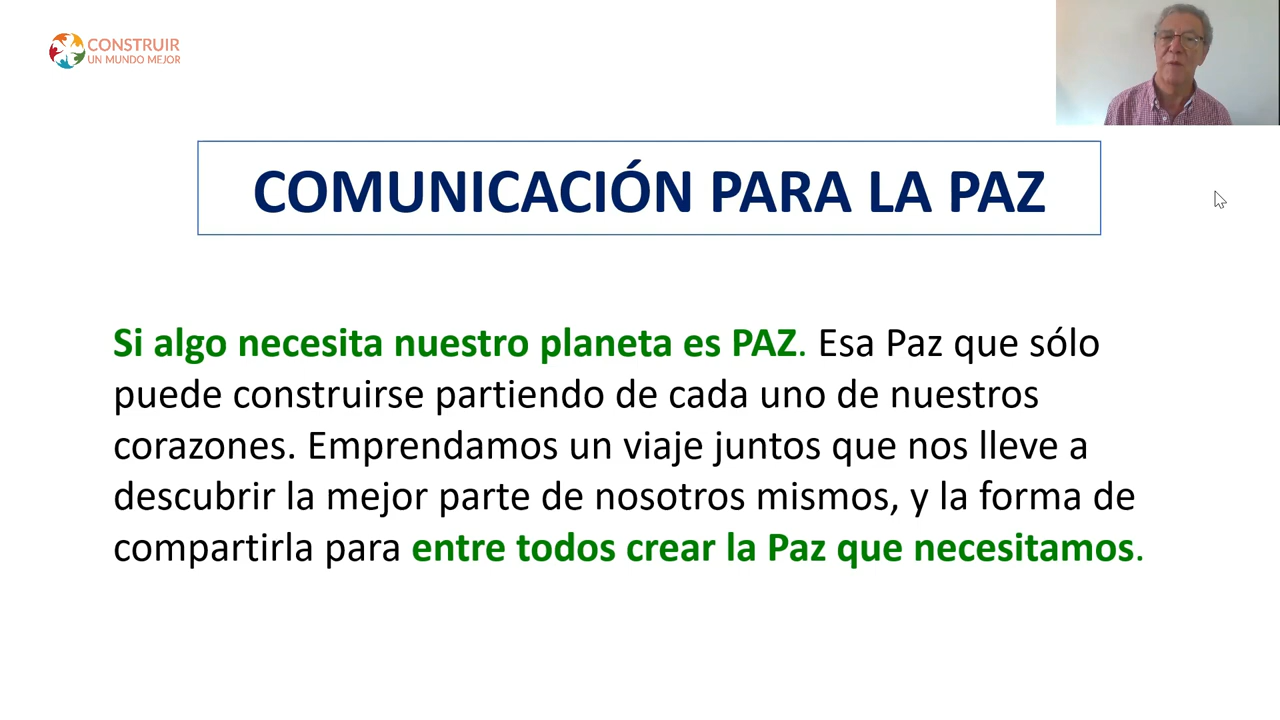 CONSTRUIR
UN MUNDO MEJOR
COMUNICACIÓN PARA LA PAZ
Si algo necesita nuestro planeta es PAZ. Esa Paz que sólo
puede construirse partiendo de cada uno de nuestros
corazones. Emprendamos un viaje juntos que nos lleve a
descubrir la mejor parte de nosotros mismos, y la forma de
compartirla para entre todos crear la Paz que necesitamos.